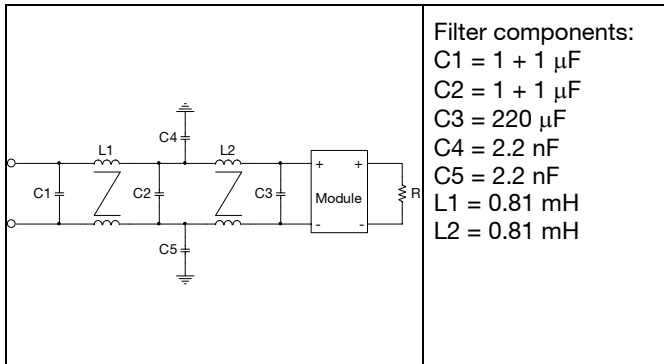 Filter components:
C1 = 1 + 1 μF
C2 = 1 + 1 μF
C3 = 220 μF
C4 = 2.2 nF
C5 = 2.2 nF
L1 = 0.81 mH
L2 = 0.81 mH
C4
L1
L2
+ +
C1
C2
C3
Module
R
- -
C5